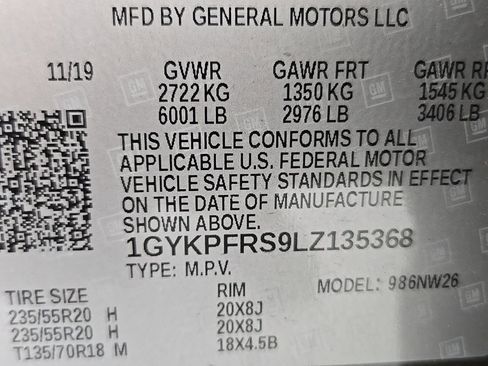 MFD BY GENERAL MOTORS LLC
11/19 GVWR GAWR FRT GAWR RR
2722 KG 1350 KG 1545 KG
6001 LB 2976 LB 3406 LB
THIS VEHICLE CONFORMS TO ALL
APPLICABLE U.S. FEDERAL MOTOR
VEHICLE SAFETY STANDARDS IN EFFECT
ON THE DATE OF MANUFACTURE
SHOWN ABOVE.
1GYKPFRS9LZ135368
TYPE: M.P.V. MODEL: 986NW26
TIRE SIZE RIM
235/55R20 H 20X8J
235/55R20 H 20X8J
T135/70R18 M 18X4.5B